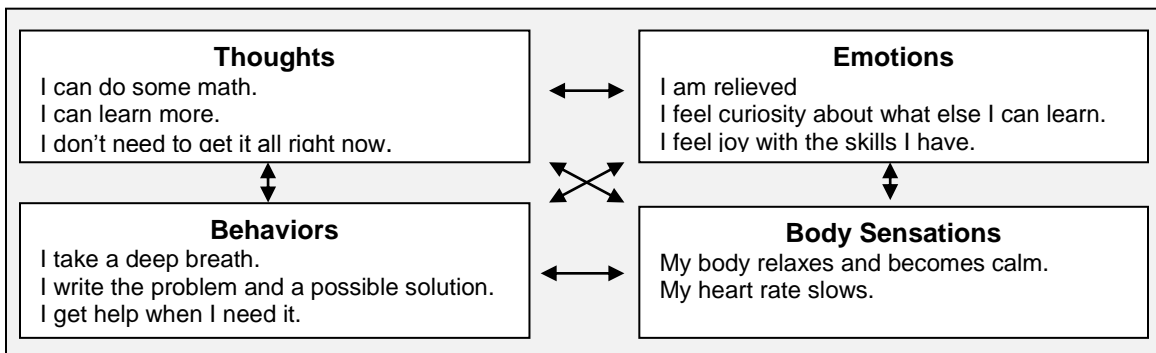 Thoughts
I can do some math.
I can learn more.
I don't need to get it all right now.
Emotions
I am relieved
I feel curiosity about what else I can learn.
I feel joy with the skills I have.
Behaviors
I take a deep breath.
I write the problem and a possible solution.
I get help when I need it.
Body Sensations
My body relaxes and becomes calm.
My heart rate slows.